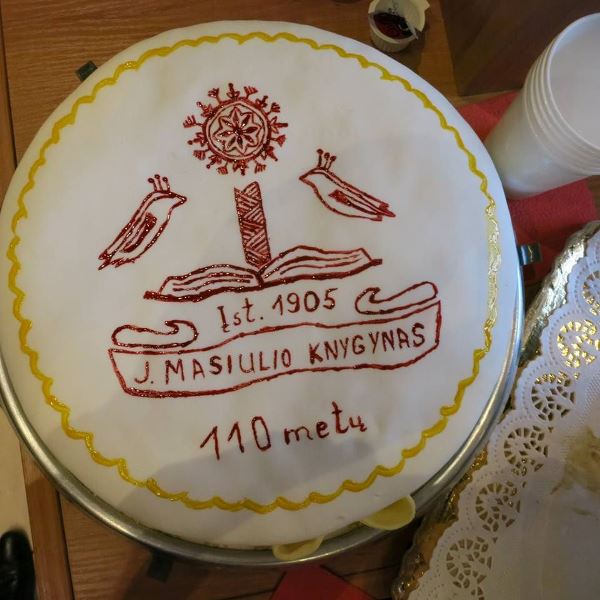 Įst. 1905
J. MASIULIO KNYGYNAS
110 metų